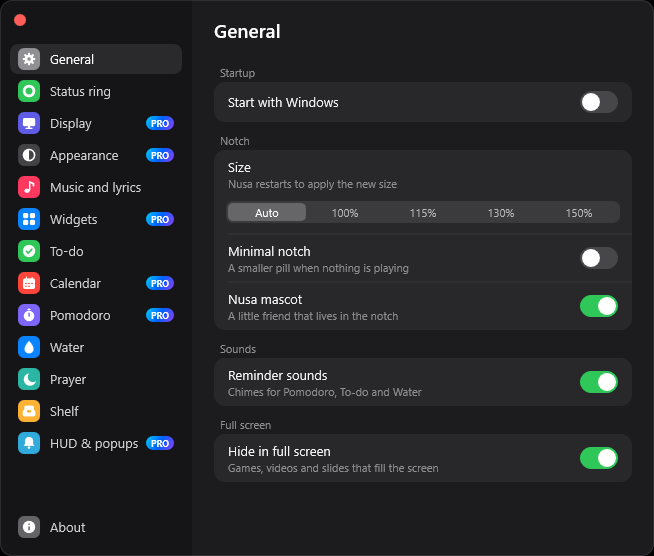 General
Status ring
Display PRO
Appearance PRO
Music and lyrics
Widgets PRO
To-do
Calendar PRO
Pomodoro PRO
Water
Prayer
Shelf
HUD & popups PRO
About
General
Startup
Start with Windows
Notch
Size
Nusa restarts to apply the new size
Auto 100% 115% 130% 150%
Minimal notch
A smaller pill when nothing is playing
Nusa mascot
A little friend that lives in the notch
Sounds
Reminder sounds
Chimes for Pomodoro, To-do and Water
Full screen
Hide in full screen
Games, videos and slides that fill the screen